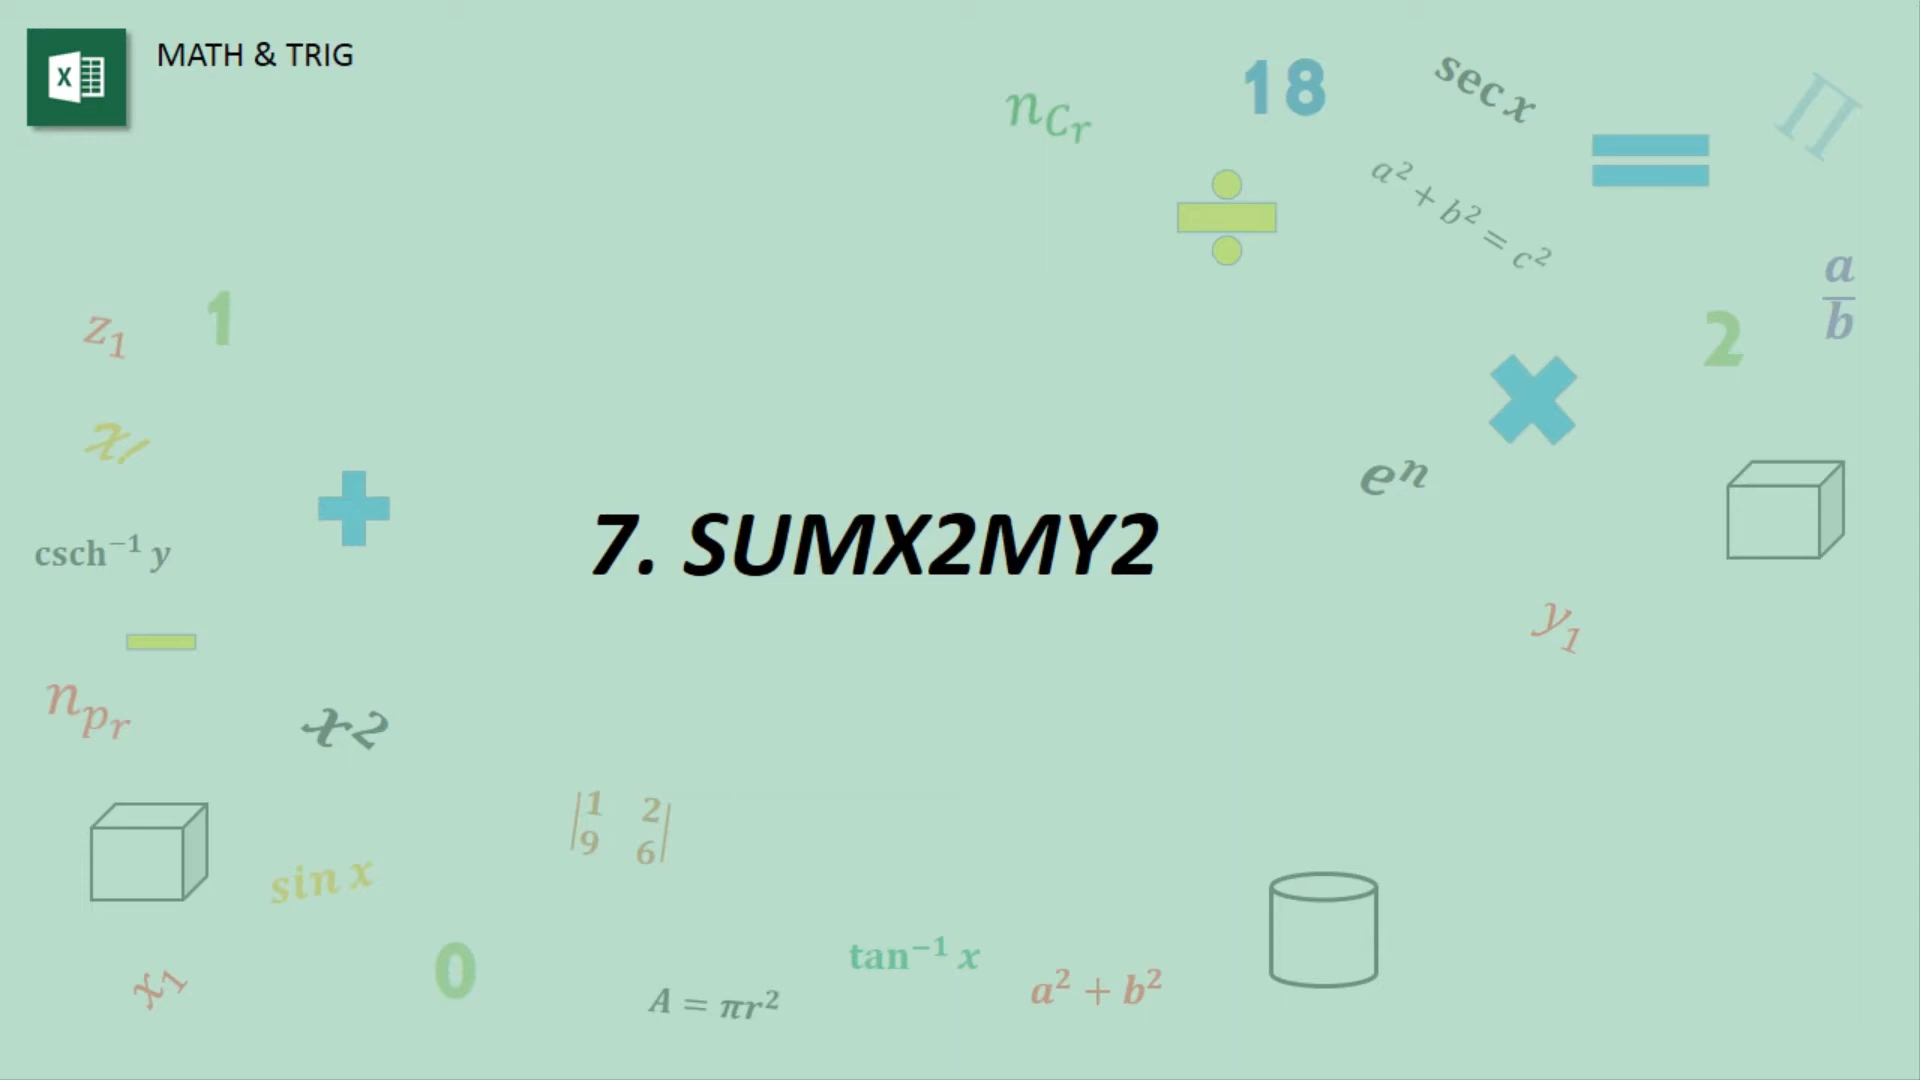 X
MATH & TRIG
nCr
18
sec x
∏
a² + b² = c²
a
b
z₁
1
2
x₁
eⁿ
7. SUMX2MY2
csch⁻¹ y
y₁
nₚᵣ
x²
1 2
9 6
sin x
tan⁻¹ x
a² + b²
x₁
0
A = πr²